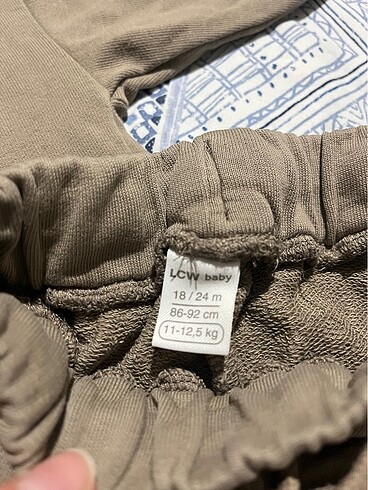 LCW baby
18 / 24 m
86-92 cm
11-12,5 kg